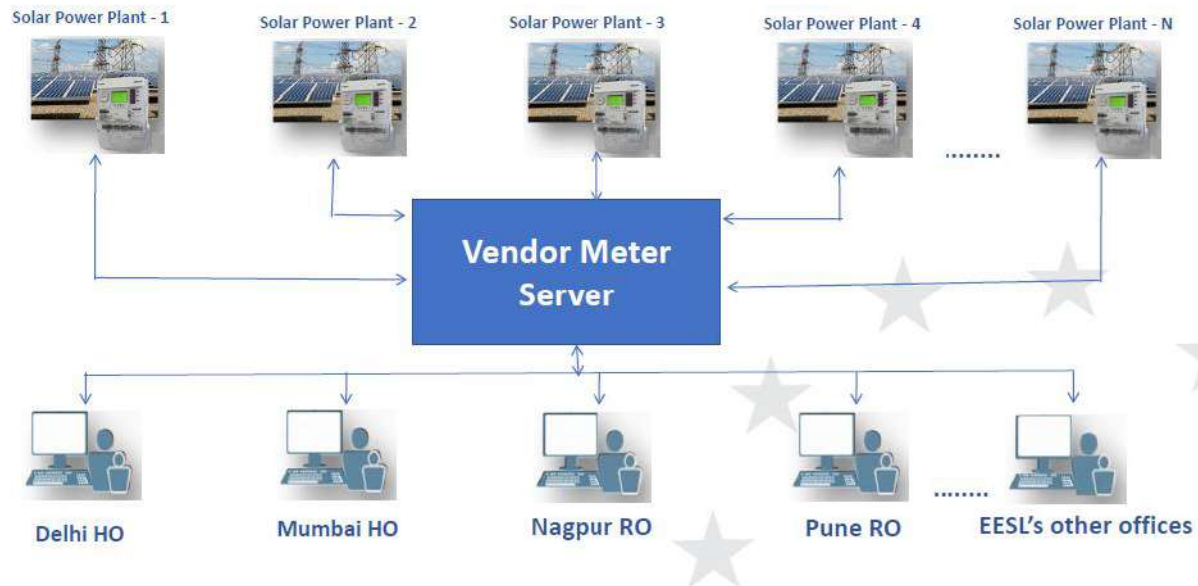 Solar Power Plant - 1
Solar Power Plant - 2
Solar Power Plant - 3
Solar Power Plant - 4
Solar Power Plant - N
........
Vendor Meter
Server
........
Delhi HO
Mumbai HO
Nagpur RO
Pune RO
EESL's other offices